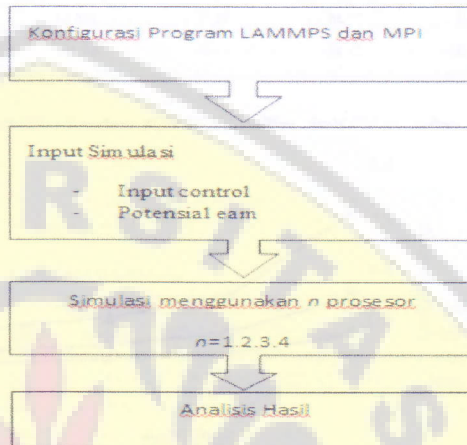 Konfigurasi Program LAMMPS dan MPI
Input Simulasi
- Input control
- Potensial eam
Simulasi menggunakan n prosesor
n=1.2.3.4
Analisis Hasil
R S I T A S